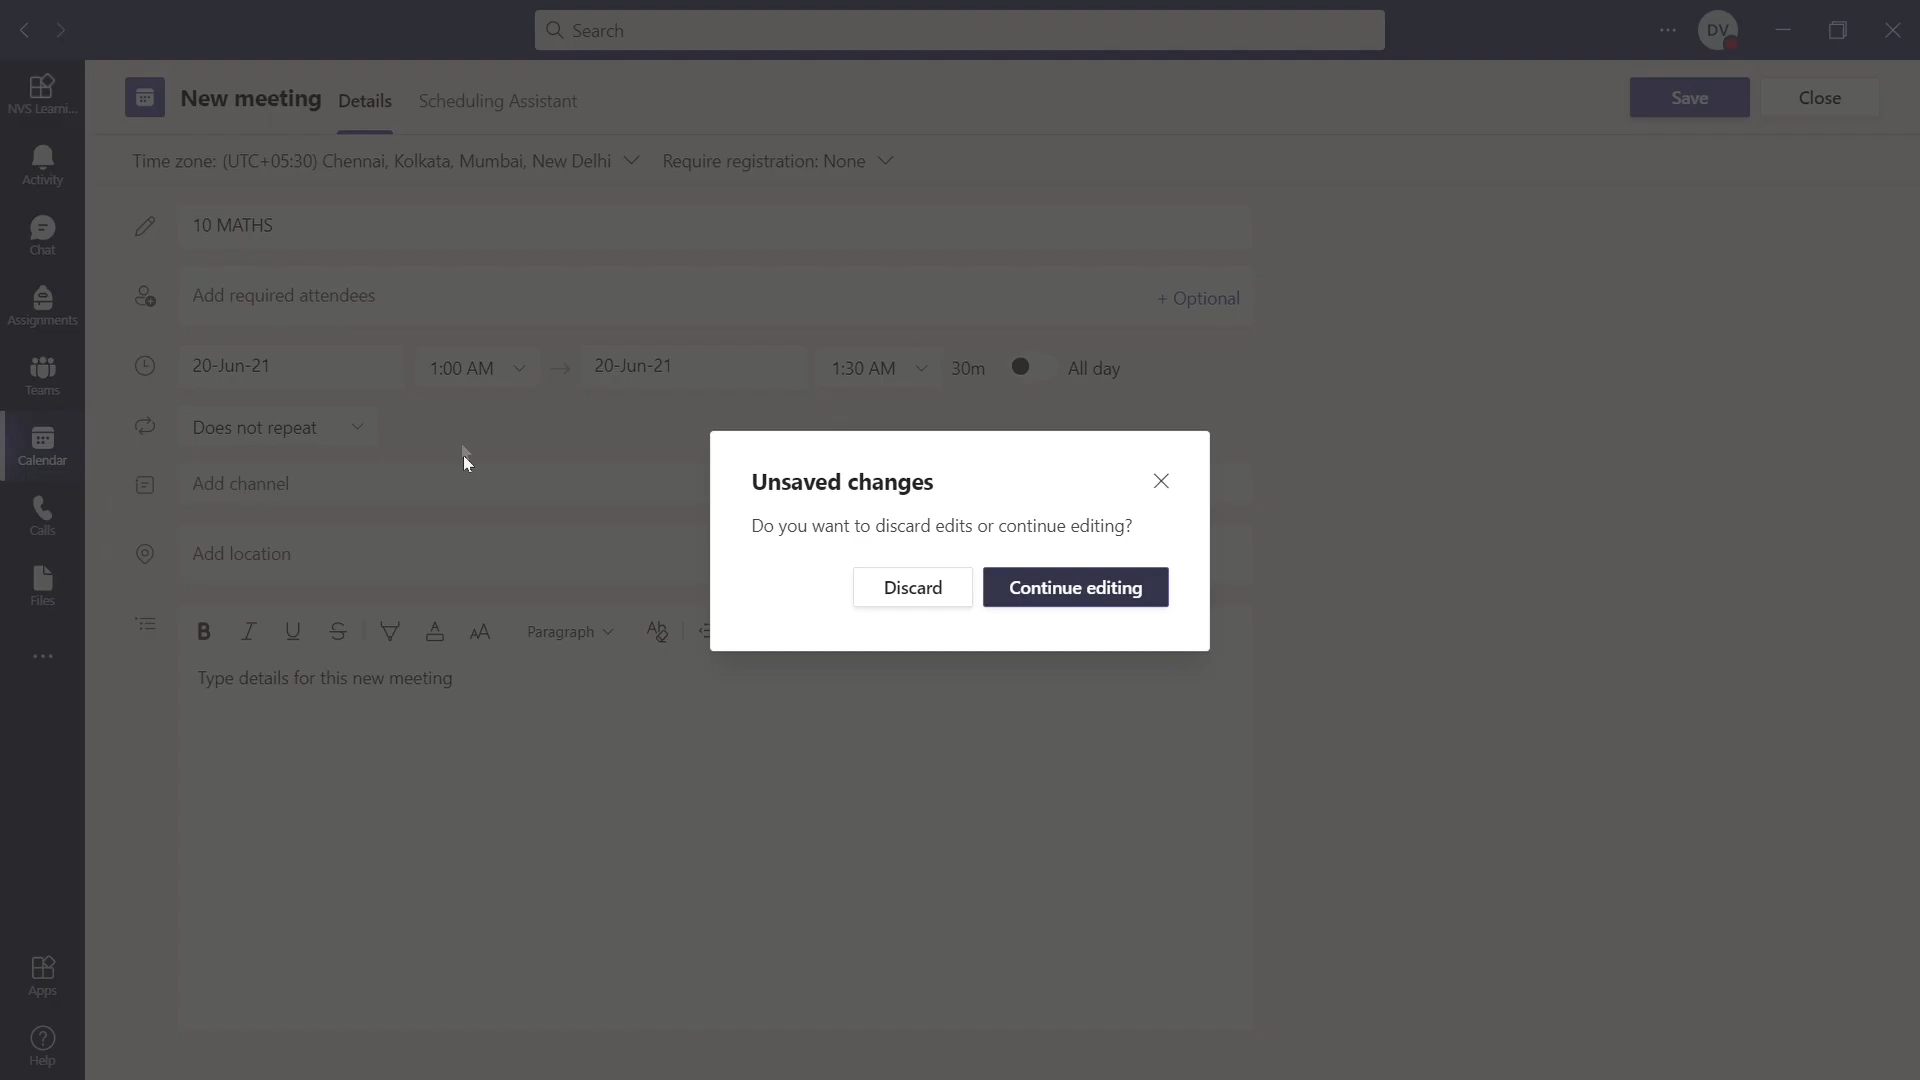 Search
DV
NVS Learni...
Activity
Chat
Assignments
Teams
Calendar
Calls
Files
Apps
Help
New meeting Details Scheduling Assistant
Save Close
Time zone: (UTC+05:30) Chennai, Kolkata, Mumbai, New Delhi Require registration: None
10 MATHS
Add required attendees + Optional
20-Jun-21 1:00 AM 20-Jun-21 1:30 AM 30m All day
Does not repeat
Add channel
Add location
B I U S A AA Paragraph Ab
Type details for this new meeting
Unsaved changes
Do you want to discard edits or continue editing?
Discard Continue editing